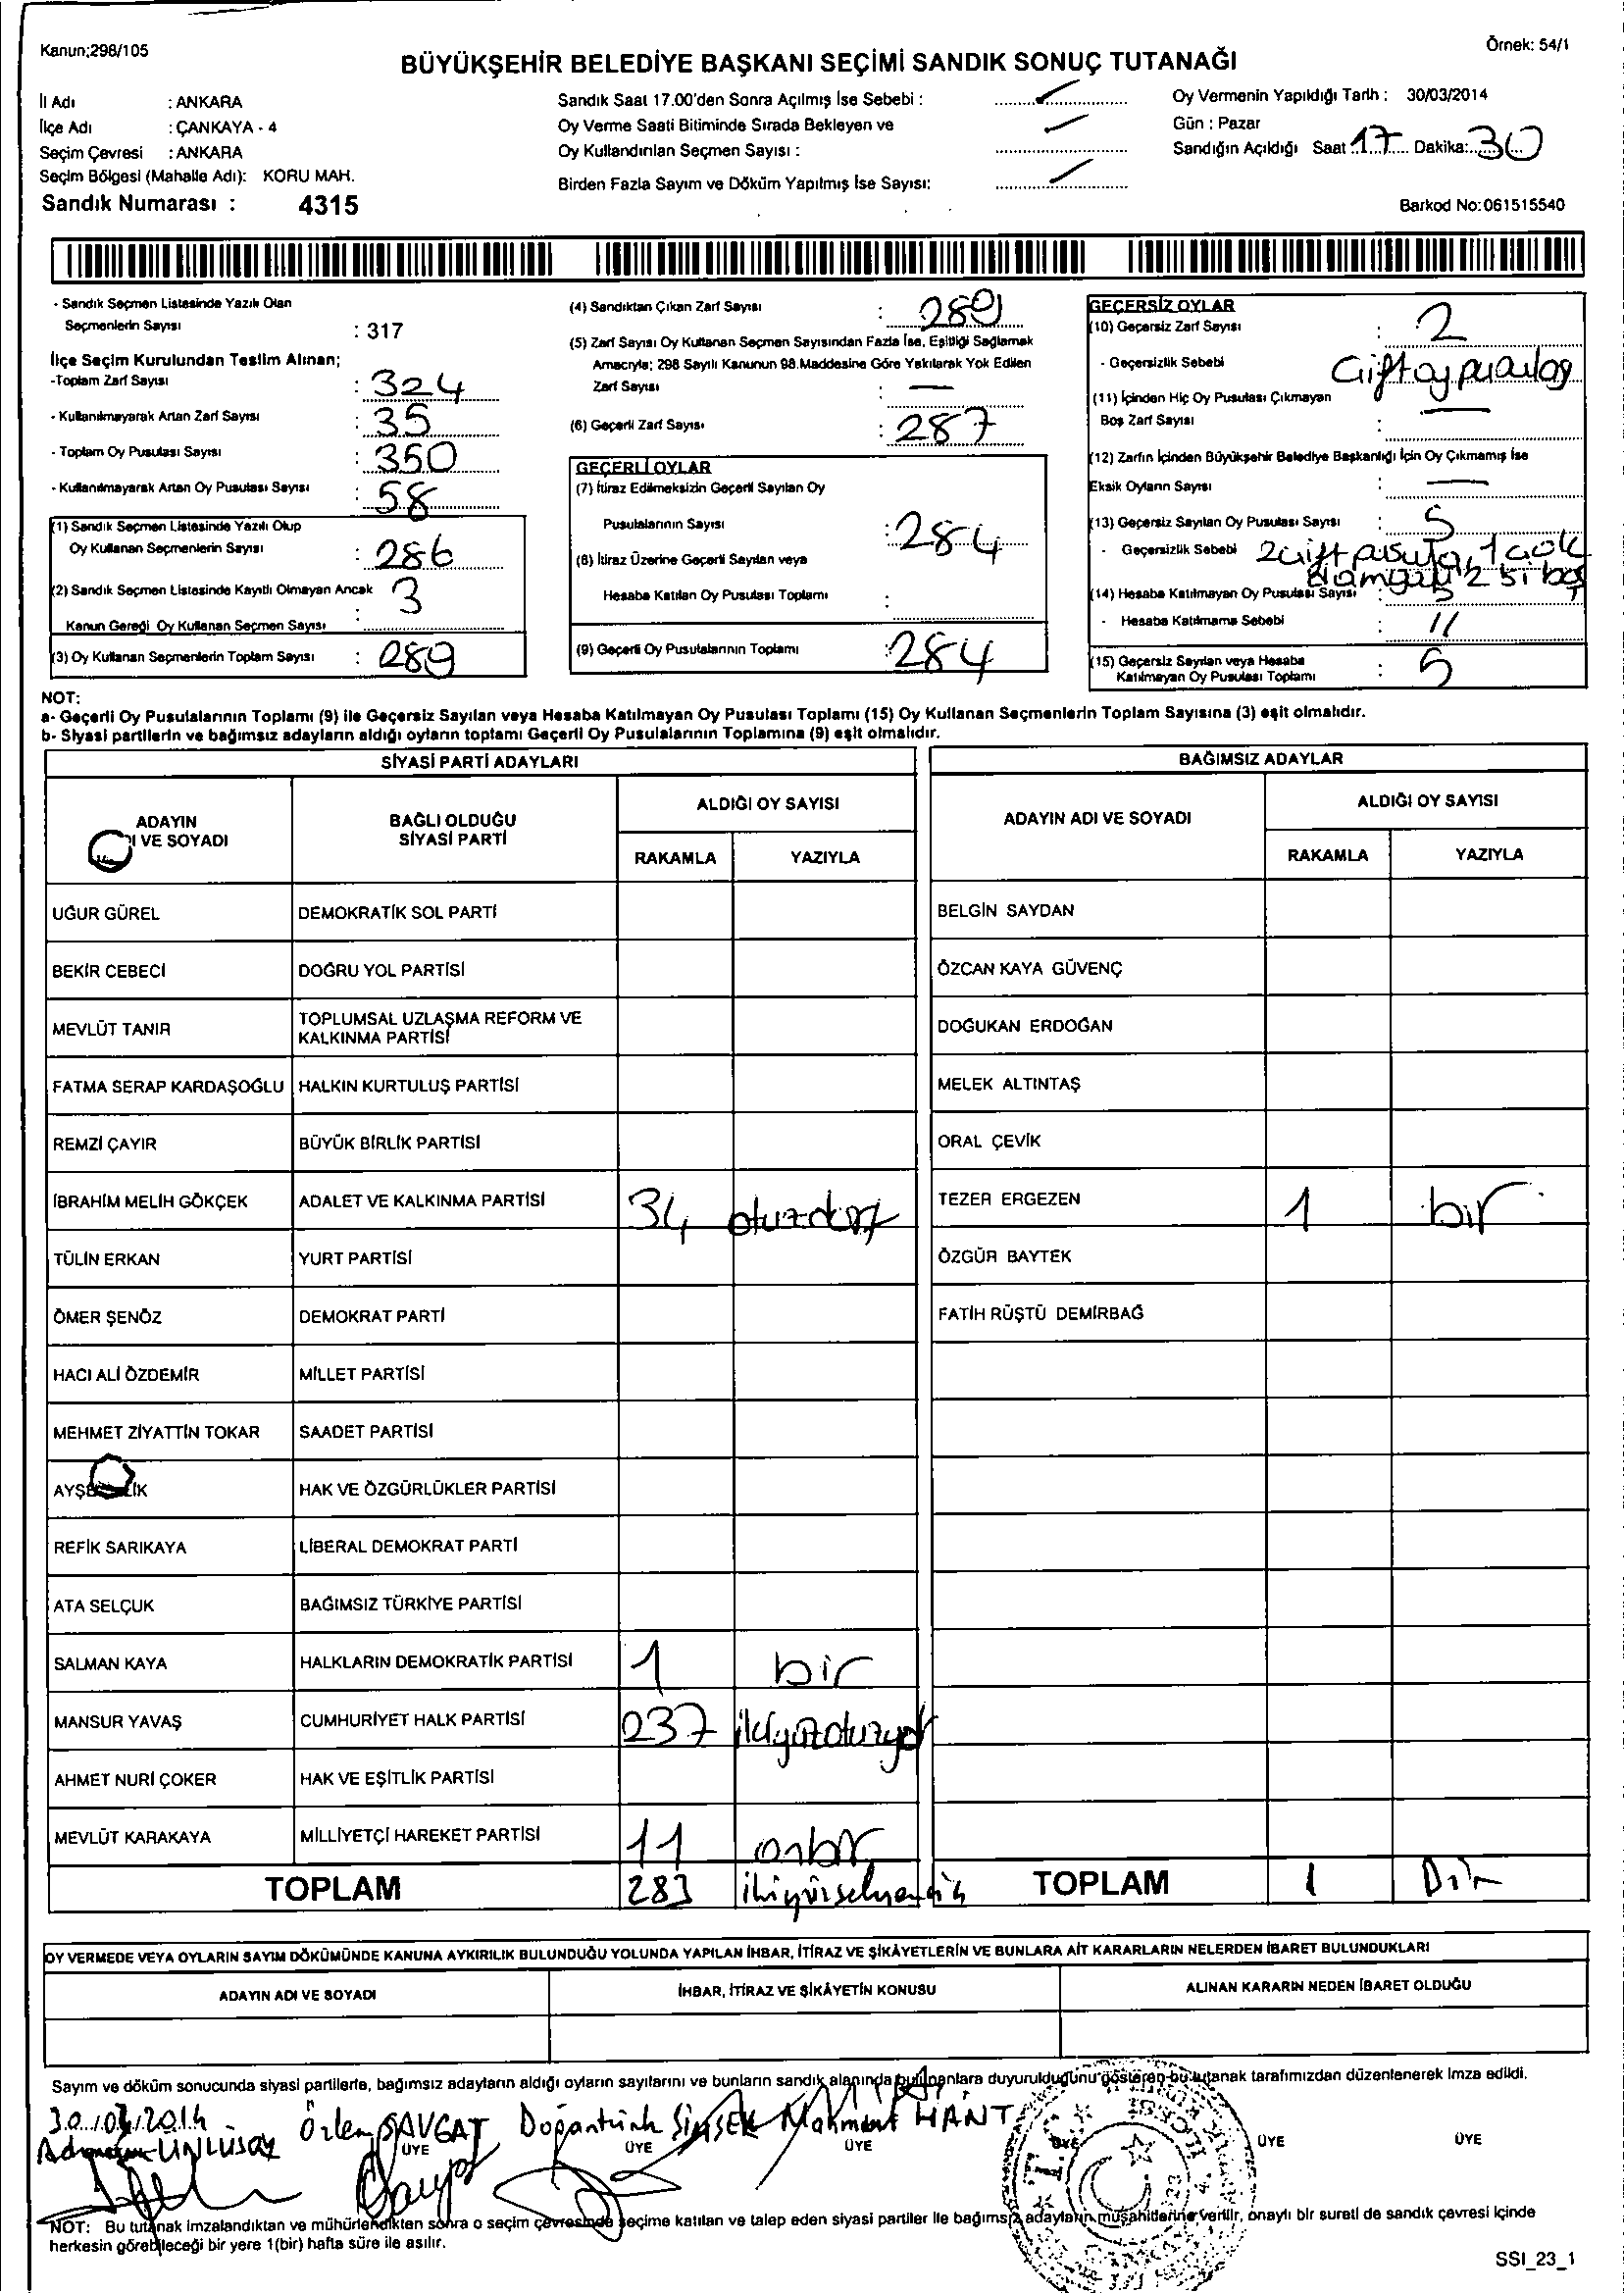 Kanun;298/105
Örnek: 54/1
BÜYÜKŞEHİR BELEDİYE BAŞKANI SEÇİMİ SANDIK SONUÇ TUTANAĞI
İl Adı : ANKARA
İlçe Adı : ÇANKAYA - 4
Seçim Çevresi : ANKARA
Seçim Bölgesi (Mahalle Adı): KORU MAH.
Sandık Numarası : 4315
Sandık Saat 17.00'den Sonra Açılmış İse Sebebi :
Oy Verme Saati Bitiminde Sırada Bekleyen ve
Oy Kullandırılan Seçmen Sayısı :
Birden Fazla Sayım ve Döküm Yapılmış İse Sayısı:
Oy Vermenin Yapıldığı Tarih : 30/03/2014
Gün : Pazar
Sandığın Açıldığı Saat 17 Dakika: 30
Barkod No:061515540
- Sandık Seçmen Listesinde Yazılı Olan
Seçmenlerin Sayısı : 317
İlçe Seçim Kurulundan Teslim Alınan;
-Toplam Zarf Sayısı : 324
- Kullanılmayarak Artan Zarf Sayısı : 35
- Toplam Oy Pusulası Sayısı : 350
- Kullanılmayarak Artan Oy Pusulası Sayısı : 58
(1) Sandık Seçmen Listesinde Yazılı Olup
Oy Kullanan Seçmenlerin Sayısı : 286
(2) Sandık Seçmen Listesinde Kayıtlı Olmayan Ancak
Kanun Gereği Oy Kullanan Seçmen Sayısı : 3
(3) Oy Kullanan Seçmenlerin Toplam Sayısı : 289
(4) Sandıktan Çıkan Zarf Sayısı : 289
(5) Zarf Sayısı Oy Kullanan Seçmen Sayısından Fazla İse, Eşitliği Sağlamak
Amacıyla; 298 Sayılı Kanunun 98.Maddesine Göre Yakılarak Yok Edilen
Zarf Sayısı : —
(6) Geçerli Zarf Sayısı : 287
GEÇERLİ OYLAR
(7) İtiraz Edilmeksizin Geçerli Sayılan Oy
Pusulalarının Sayısı : 284
(8) İtiraz Üzerine Geçerli Sayılan veya
Hesaba Katılan Oy Pusulası Toplamı :
(9) Geçerli Oy Pusulalarının Toplamı : 284
GEÇERSİZ OYLAR
(10) Geçersiz Zarf Sayısı : 2
- Geçersizlik Sebebi Çift oy pusulası
(11) İçinden Hiç Oy Pusulası Çıkmayan
Boş Zarf Sayısı : —
(12) Zarfın İçinden Büyükşehir Belediye Başkanlığı İçin Oy Çıkmamış İse
Eksik Oyların Sayısı : —
(13) Geçersiz Sayılan Oy Pusulası Sayısı : 5
- Geçersizlik Sebebi 2 çift pusula, 1 çok
damgalı 2 si boş
(14) Hesaba Katılmayan Oy Pusulası Sayısı : 5
- Hesaba Katılmama Sebebi : "
(15) Geçersiz Sayılan veya Hesaba
Katılmayan Oy Pusulası Toplamı : 5
NOT:
a- Geçerli Oy Pusulalarının Toplamı (9) ile Geçersiz Sayılan veya Hesaba Katılmayan Oy Pusulası Toplamı (15) Oy Kullanan Seçmenlerin Toplam Sayısına (3) eşit olmalıdır.
b- Siyasi partilerin ve bağımsız adayların aldığı oyların toplamı Geçerli Oy Pusulalarının Toplamına (9) eşit olmalıdır.
SİYASİ PARTİ ADAYLARI
ADAYIN
I VE SOYADI
BAĞLI OLDUĞU
SİYASİ PARTİ
ALDIĞI OY SAYISI
RAKAMLA YAZIYLA
UĞUR GÜREL DEMOKRATİK SOL PARTİ
BEKİR CEBECİ DOĞRU YOL PARTİSİ
MEVLÜT TANIR TOPLUMSAL UZLAŞMA REFORM VE
KALKINMA PARTİSİ
FATMA SERAP KARDAŞOĞLU HALKIN KURTULUŞ PARTİSİ
REMZİ ÇAYIR BÜYÜK BİRLİK PARTİSİ
İBRAHİM MELİH GÖKÇEK ADALET VE KALKINMA PARTİSİ 34 otuzdört
TÜLİN ERKAN YURT PARTİSİ
ÖMER ŞENÖZ DEMOKRAT PARTİ
HACI ALİ ÖZDEMİR MİLLET PARTİSİ
MEHMET ZİYATTİN TOKAR SAADET PARTİSİ
HAK VE ÖZGÜRLÜKLER PARTİSİ
REFİK SARIKAYA LİBERAL DEMOKRAT PARTİ
ATA SELÇUK BAĞIMSIZ TÜRKİYE PARTİSİ
SALMAN KAYA HALKLARIN DEMOKRATİK PARTİSİ 1 bir
MANSUR YAVAŞ CUMHURİYET HALK PARTİSİ 237 ikiyüzotuzyedi
AHMET NURİ ÇOKER HAK VE EŞİTLİK PARTİSİ
MEVLÜT KARAKAYA MİLLİYETÇİ HAREKET PARTİSİ 11 onbir
TOPLAM 283
BAĞIMSIZ ADAYLAR
ADAYIN ADI VE SOYADI
ALDIĞI OY SAYISI
RAKAMLA YAZIYLA
BELGİN SAYDAN
ÖZCAN KAYA GÜVENÇ
DOĞUKAN ERDOĞAN
MELEK ALTINTAŞ
ORAL ÇEVİK
TEZER ERGEZEN 1 bir
ÖZGÜR BAYTEK
FATİH RÜŞTÜ DEMİRBAĞ
TOPLAM 1 Bir
OY VERMEDE VEYA OYLARIN SAYIM DÖKÜMÜNDE KANUNA AYKIRILIK BULUNDUĞU YOLUNDA YAPILAN İHBAR, İTİRAZ VE ŞİKÂYETLERİN VE BUNLARA AİT KARARLARIN NELERDEN İBARET BULUNDUKLARI
ADAYIN ADI VE SOYADI İHBAR, İTİRAZ VE ŞİKÂYETİN KONUSU ALINAN KARARIN NEDEN İBARET OLDUĞU
Sayım ve döküm sonucunda siyasi partilerle, bağımsız adayların aldığı oyların sayılarını ve bunların sandık alanında bulunanlara duyurulduğunu gösteren bu tutanak tarafımızdan düzenlenerek imza edildi.
30/03/2014
ÜNLÜSOY Özlem SAVGAT Doğantürk ŞİMŞEK Mahmut HANT
ÜYE ÜYE ÜYE ÜYE ÜYE ÜYE
NOT: Bu tutanak imzalandıktan ve mühürlendikten sonra o seçim çevresinde seçime katılan ve talep eden siyasi partiler ile bağımsız adayların müşahitlerine verilir, onaylı bir sureti de sandık çevresi içinde
herkesin görebileceği bir yere 1(bir) hafta süre ile asılır.
SSI_23_1